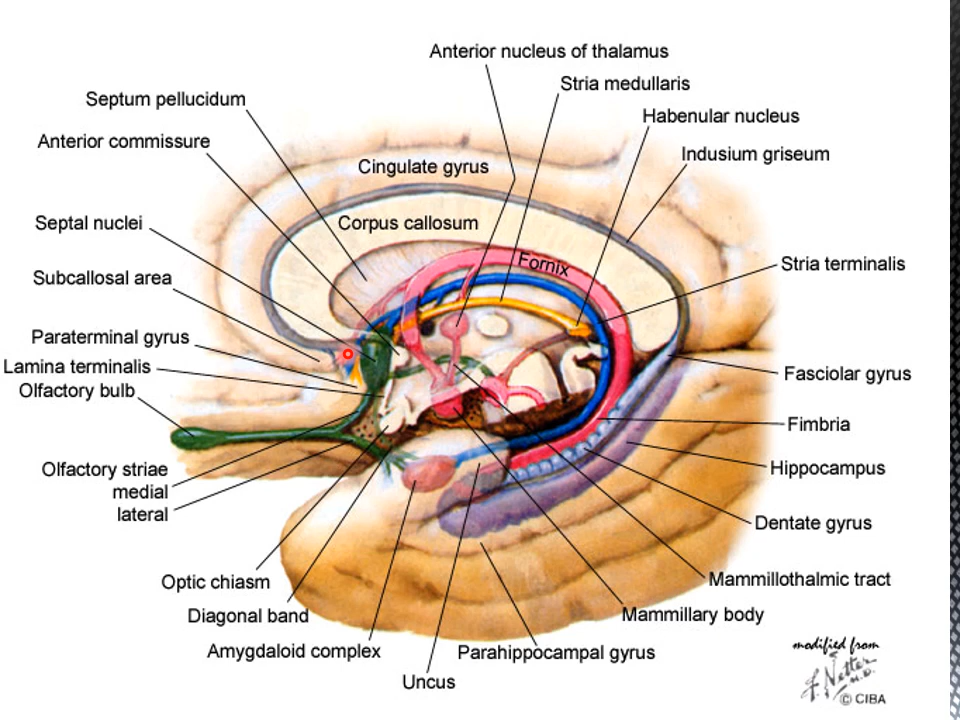 Anterior nucleus of thalamus
Stria medullaris
Septum pellucidum
Habenular nucleus
Anterior commissure
Indusium griseum
Cingulate gyrus
Septal nuclei
Corpus callosum
Fornix
Stria terminalis
Subcallosal area
Paraterminal gyrus
Lamina terminalis
Fasciolar gyrus
Olfactory bulb
Fimbria
Olfactory striae
medial
lateral
Hippocampus
Dentate gyrus
Optic chiasm
Mammillothalmic tract
Diagonal band
Mammillary body
Amygdaloid complex
Parahippocampal gyrus
Uncus
modified from
F. Netter
M.D.
© CIBA